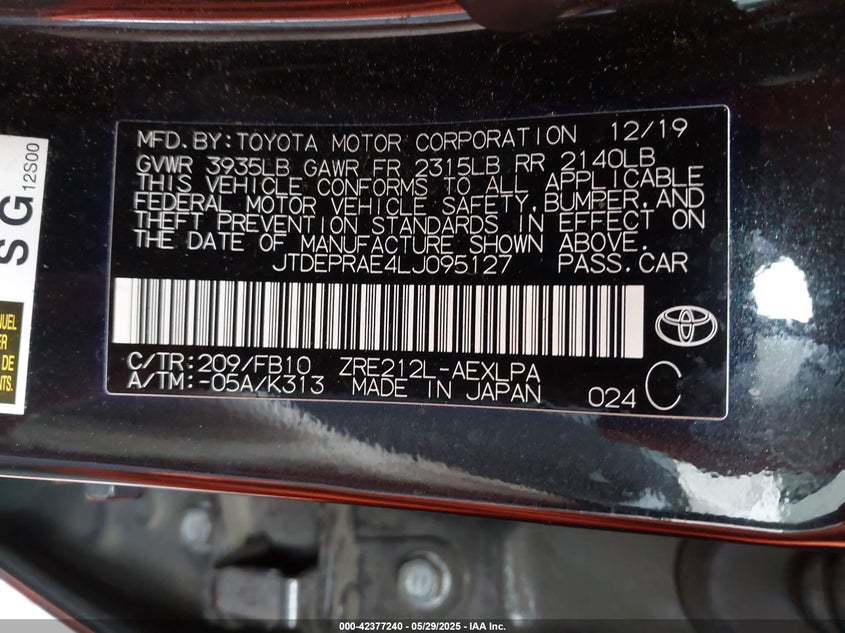 MFD.BY:TOYOTA MOTOR CORPORATION 12/19
GVWR 3935LB GAWR FR 2315LB RR 2140LB
THIS VEHICLE CONFORMS TO ALL APPLICABLE
FEDERAL MOTOR VEHICLE SAFETY,BUMPER,AND
THEFT PREVENTION STANDARDS IN EFFECT ON
THE DATE OF MANUFACTURE SHOWN ABOVE.
JTDEPRAE4LJ095127 PASS.CAR
C/TR:209/FB10 ZRE212L-AEXLPA
A/TM:-05A/K313 MADE IN JAPAN 024 C
SG
12S00
DE
000-42377240 - 05/29/2025 - IAA Inc.